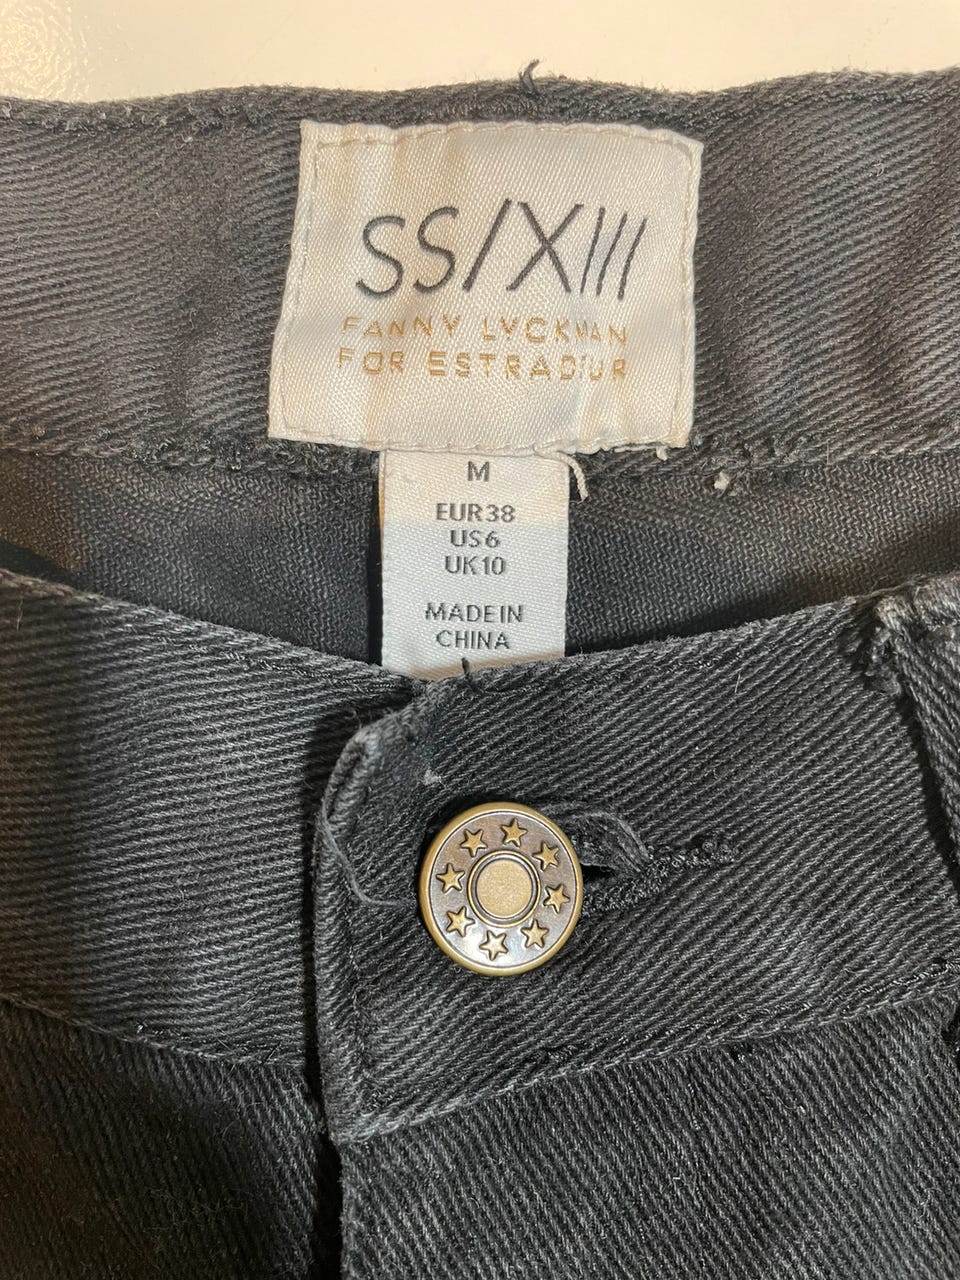 SS/XIII
FANNY LYCKMAN
FOR ESTRADIUR
M
EUR38
US6
UK10
MADE IN
CHINA